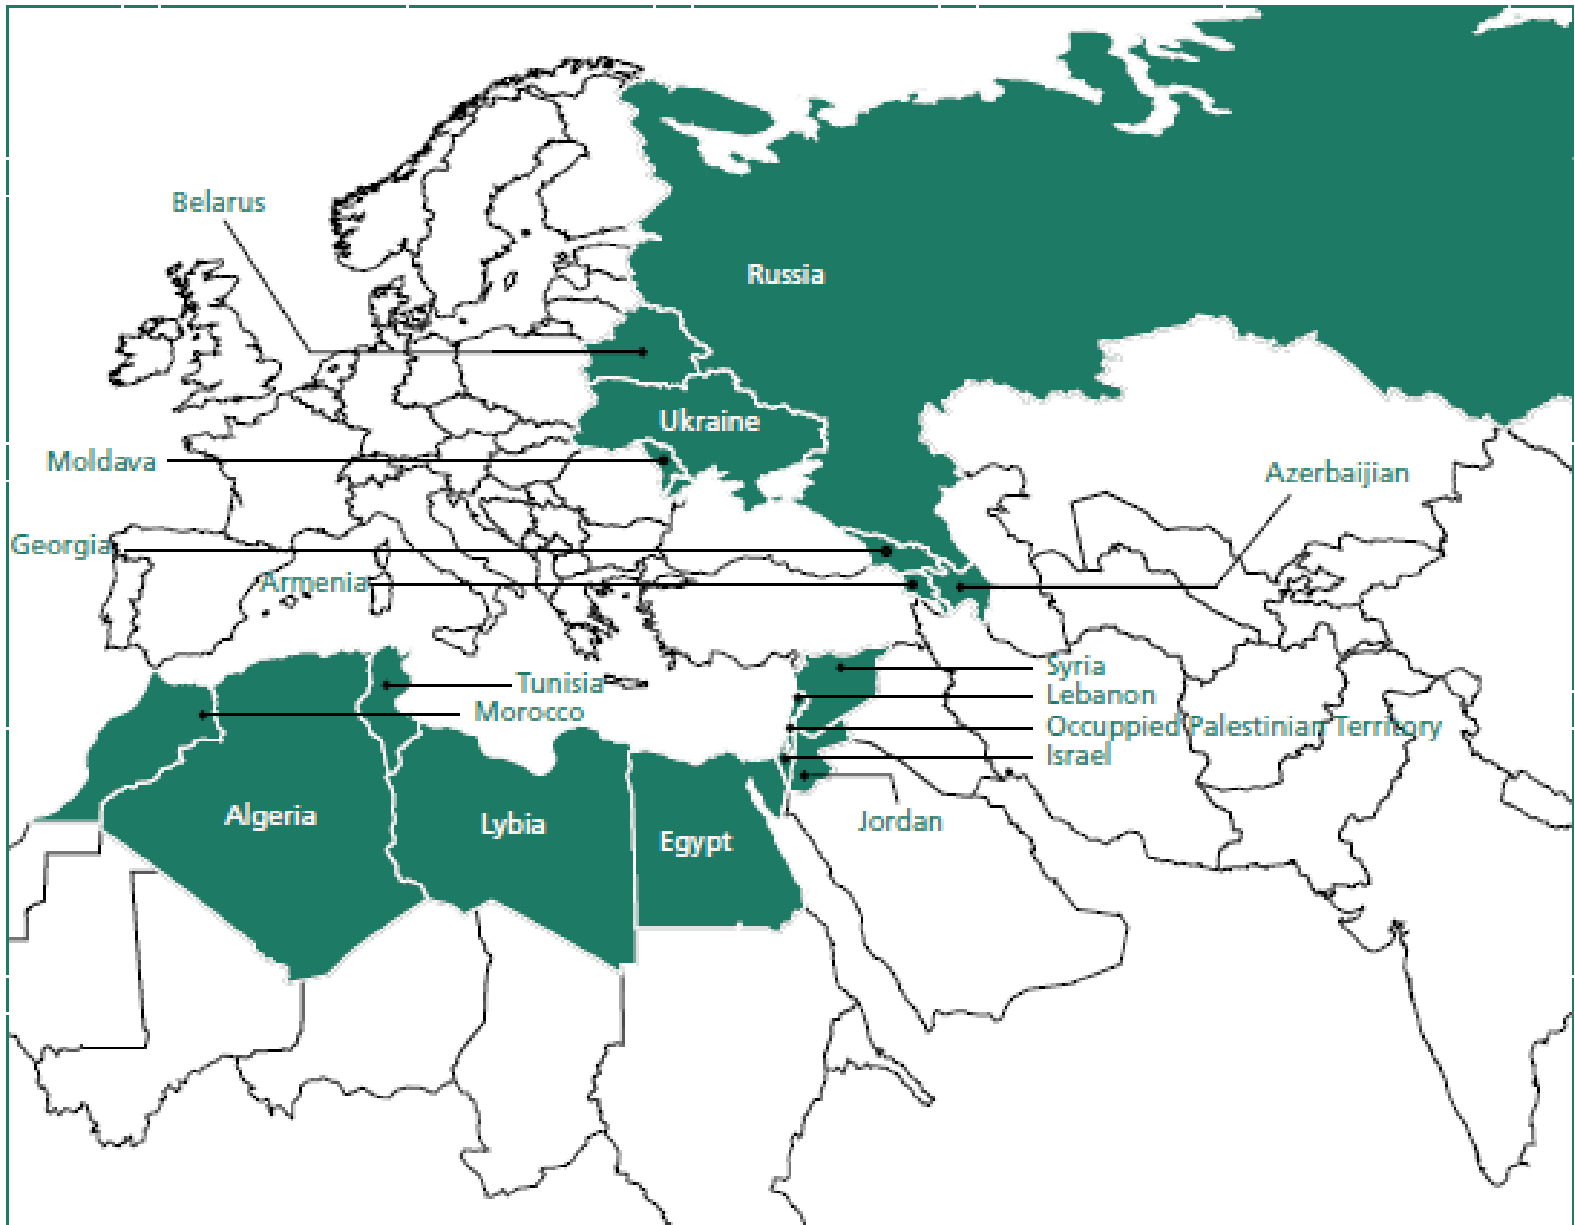 Belarus
Russia
Ukraine
Moldava
Azerbaijian
Georgia
Armenia
Syria
Tunisia
Lebanon
Morocco
Occuppied Palestinian Territory
Israel
Algeria
Lybia
Jordan
Egypt